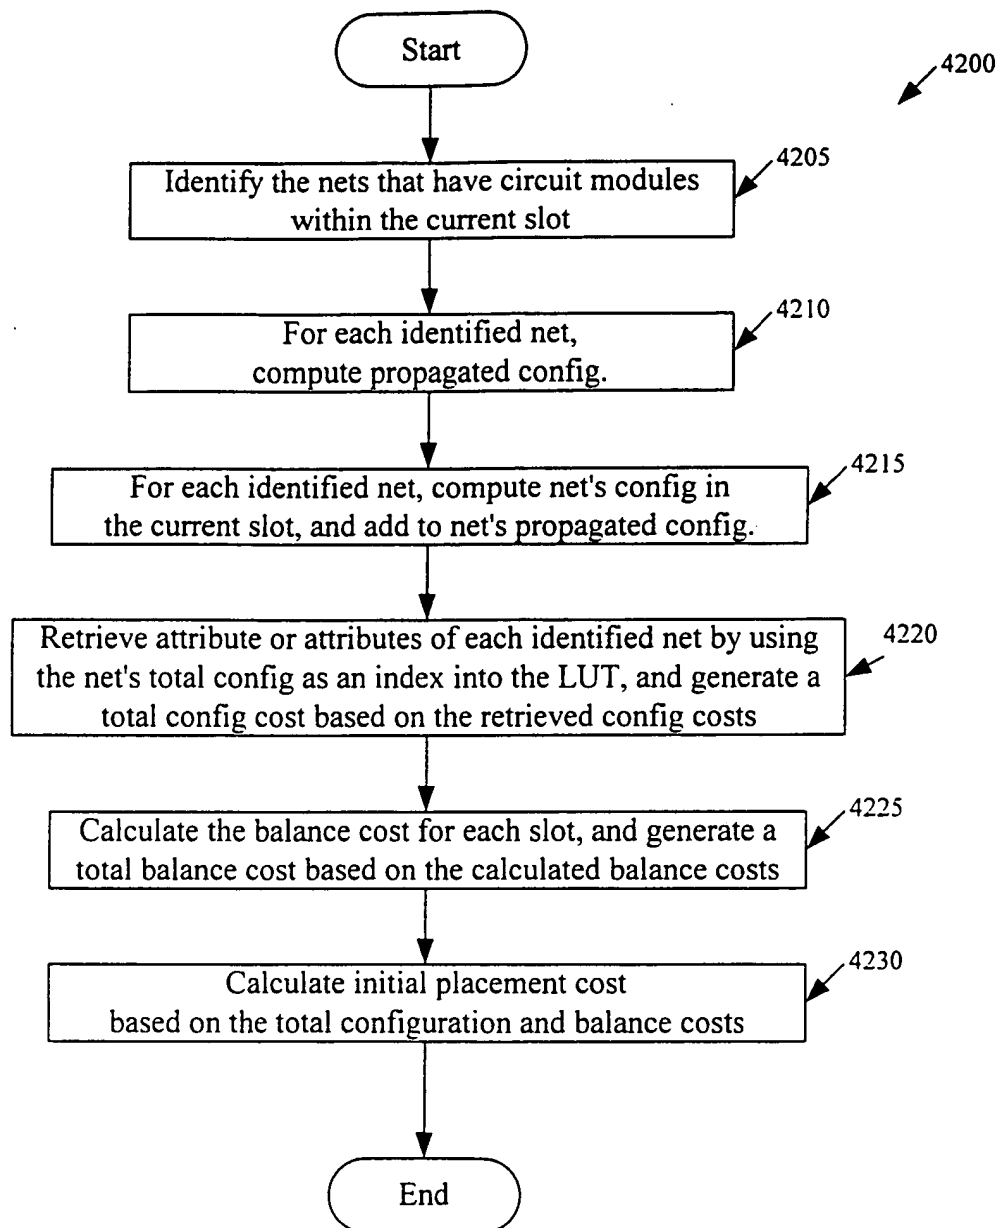 Start
4200
4205
Identify the nets that have circuit modules
within the current slot
4210
For each identified net,
compute propagated config.
4215
For each identified net, compute net's config in
the current slot, and add to net's propagated config.
4220
Retrieve attribute or attributes of each identified net by using
the net's total config as an index into the LUT, and generate a
total config cost based on the retrieved config costs
4225
Calculate the balance cost for each slot, and generate a
total balance cost based on the calculated balance costs
4230
Calculate initial placement cost
based on the total configuration and balance costs
End